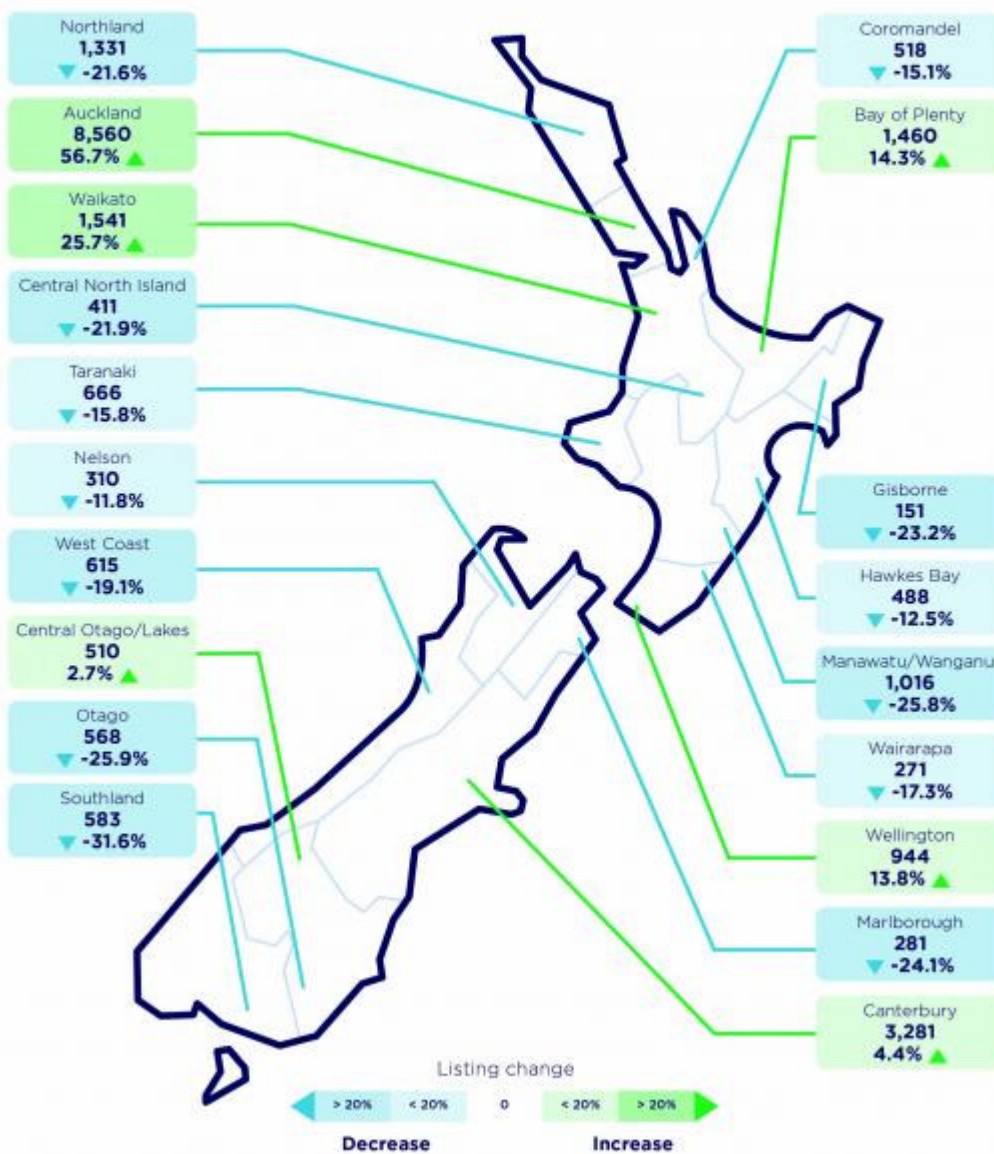 Northland
1,331
-21.6%
Auckland
8,560
56.7%
Waikato
1,541
25.7%
Central North Island
411
-21.9%
Taranaki
666
-15.8%
Nelson
310
-11.8%
West Coast
615
-19.1%
Central Otago/Lakes
510
2.7%
Otago
568
-25.9%
Southland
583
-31.6%
Coromandel
518
-15.1%
Bay of Plenty
1,460
14.3%
Gisborne
151
-23.2%
Hawkes Bay
488
-12.5%
Manawatu/Wanganui
1,016
-25.8%
Wairarapa
271
-17.3%
Wellington
944
13.8%
Marlborough
281
-24.1%
Canterbury
3,281
4.4%
Listing change
> 20% < 20% 0 < 20% > 20%
Decrease Increase